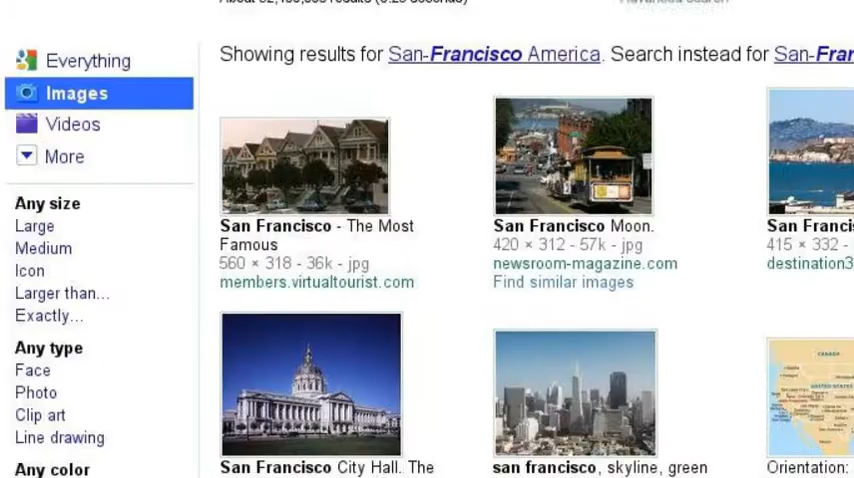 Everything
Images
Videos
More
Any size
Large
Medium
Icon
Larger than...
Exactly...
Any type
Face
Photo
Clip art
Line drawing
Any color
Showing results for San-Francisco America. Search instead for San-Fran
San Francisco - The Most
Famous
560 × 318 - 36k - jpg
members.virtualtourist.com
San Francisco Moon.
420 × 312 - 57k - jpg
newsroom-magazine.com
Find similar images
San Francis
415 × 332 -
destination3
San Francisco City Hall. The
san francisco, skyline, green
CANADA
UNITED STATES
Orientation: